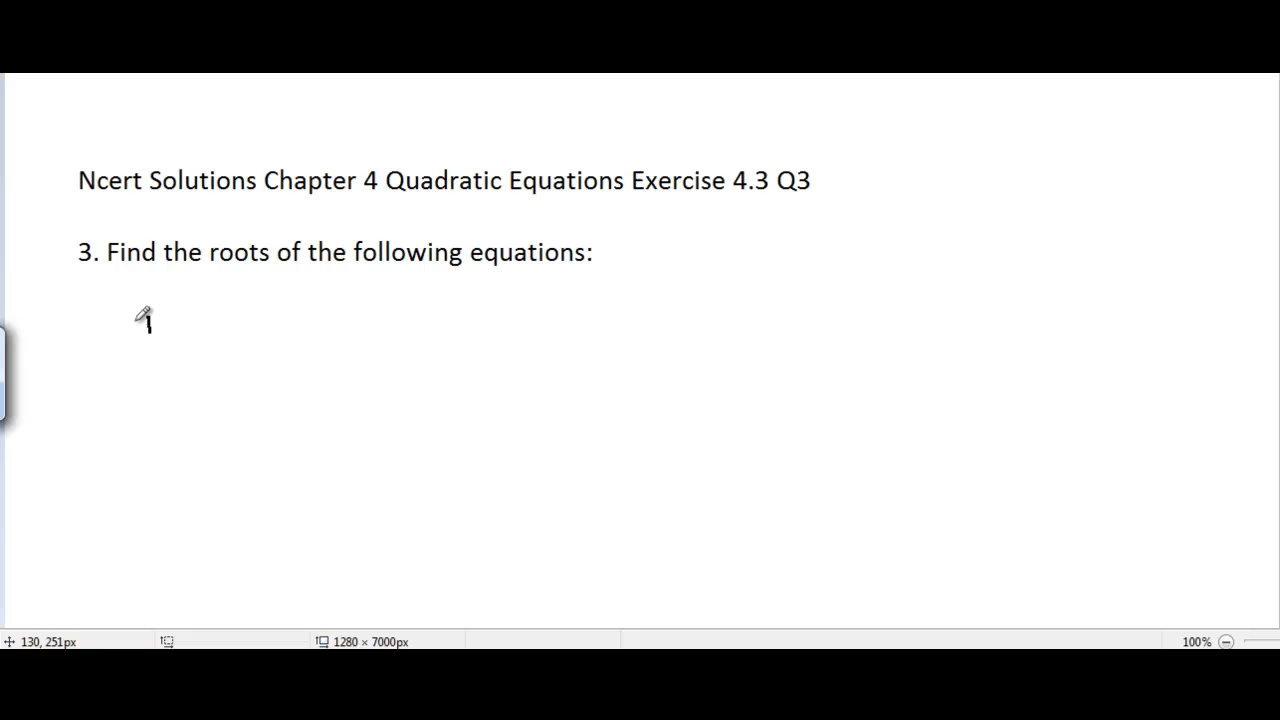 Ncert Solutions Chapter 4 Quadratic Equations Exercise 4.3 Q3
3. Find the roots of the following equations:
130, 251px
1280 × 7000px
100%